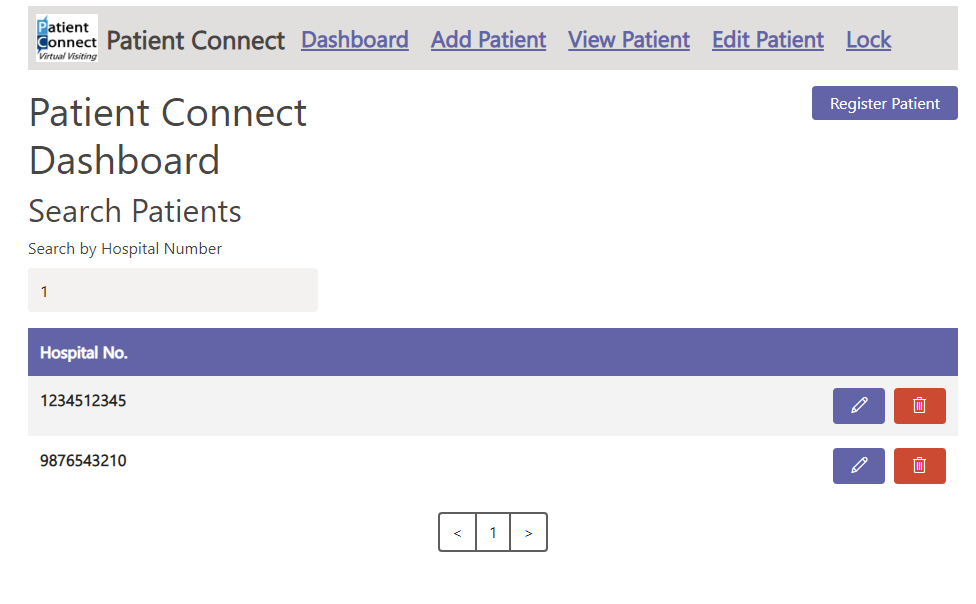 Patient
Connect
Virtual Visiting
Patient Connect Dashboard Add Patient View Patient Edit Patient Lock
Register Patient
Patient Connect
Dashboard
Search Patients
Search by Hospital Number
1
Hospital No.
1234512345
9876543210
< 1 >